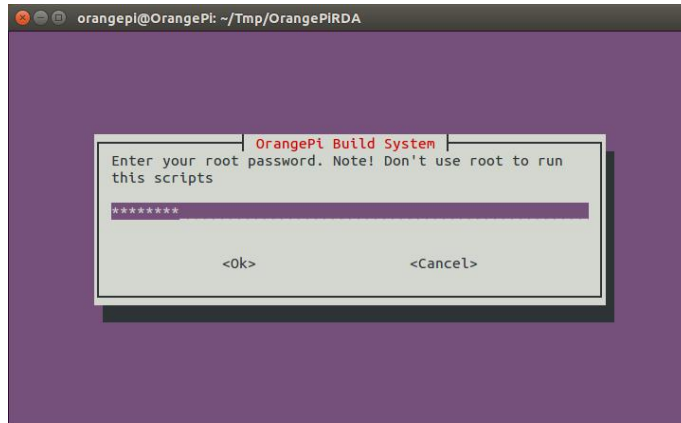 orangepi@OrangePi: ~/Tmp/OrangePiRDA
OrangePi Build System
Enter your root password. Note! Don't use root to run
this scripts
********
<Ok> <Cancel>